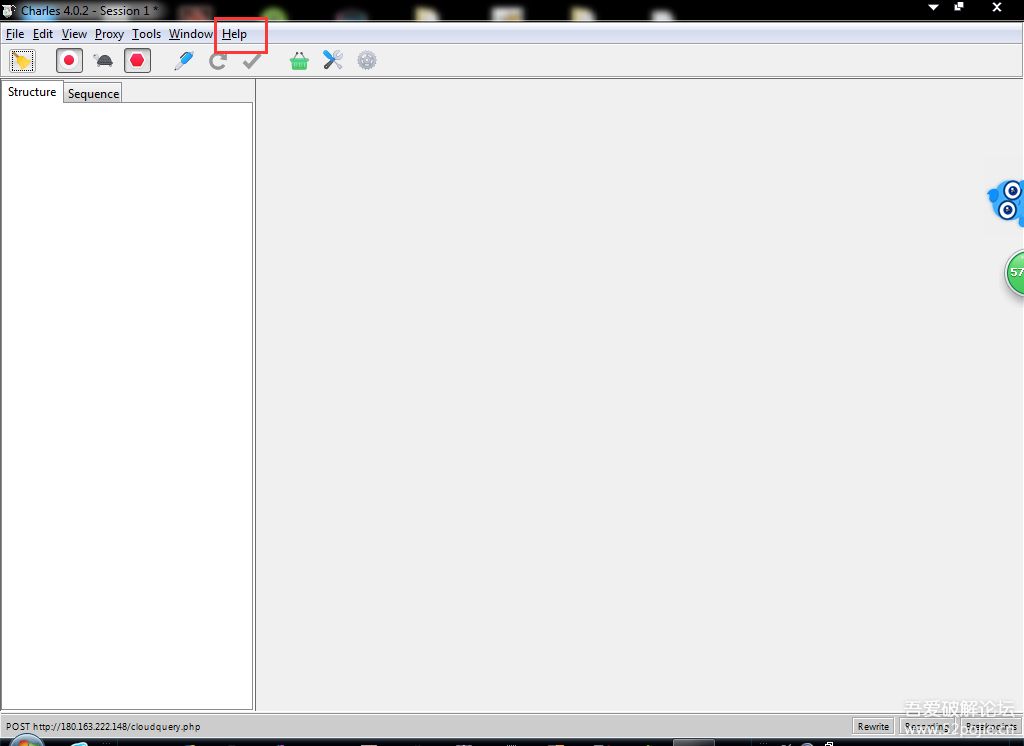 Charles 4.0.2 - Session 1 *
File Edit View Proxy Tools Window Help
Structure Sequence
57
POST http://180.163.222.148/cloudquery.php
Rewrite Recording Breakpoints
吾爱破解论坛
www.52pojie.cn